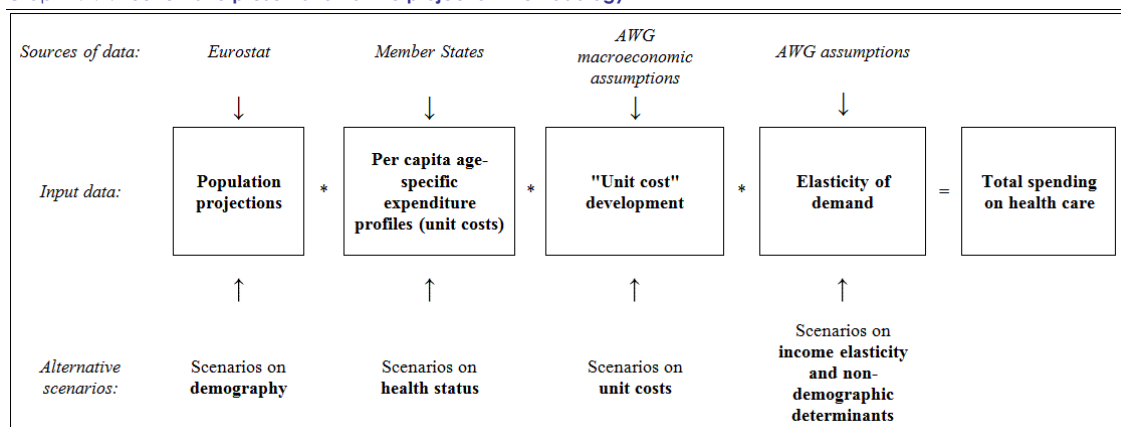 Sources of data:
Eurostat
Member States
AWG
macroeconomic
assumptions
AWG assumptions
↓ ↓ ↓ ↓
Input data:
Population
projections
*
Per capita age-
specific
expenditure
profiles (unit costs)
*
"Unit cost"
development
*
Elasticity of
demand
=
Total spending
on health care
↑ ↑ ↑ ↑
Alternative
scenarios:
Scenarios on
demography
Scenarios on
health status
Scenarios on
unit costs
Scenarios on
income elasticity
and non-
demographic
determinants